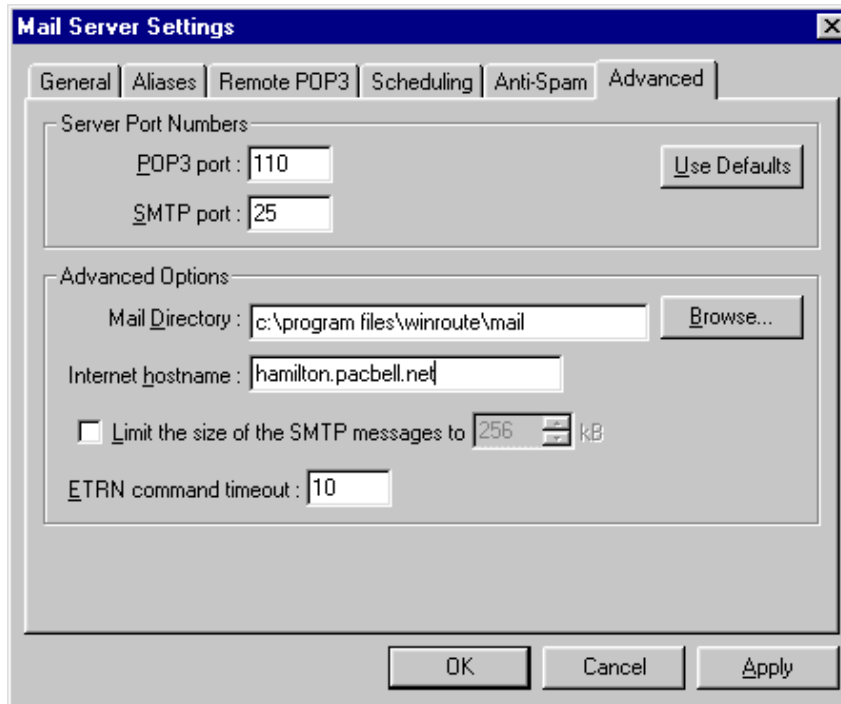 Mail Server Settings
General Aliases Remote POP3 Scheduling Anti-Spam Advanced
Server Port Numbers
POP3 port : 110 Use Defaults
SMTP port : 25
Advanced Options
Mail Directory : c:\program files\winroute\mail Browse...
Internet hostname : hamilton.pacbell.net
Limit the size of the SMTP messages to 256 kB
ETRN command timeout : 10
OK Cancel Apply